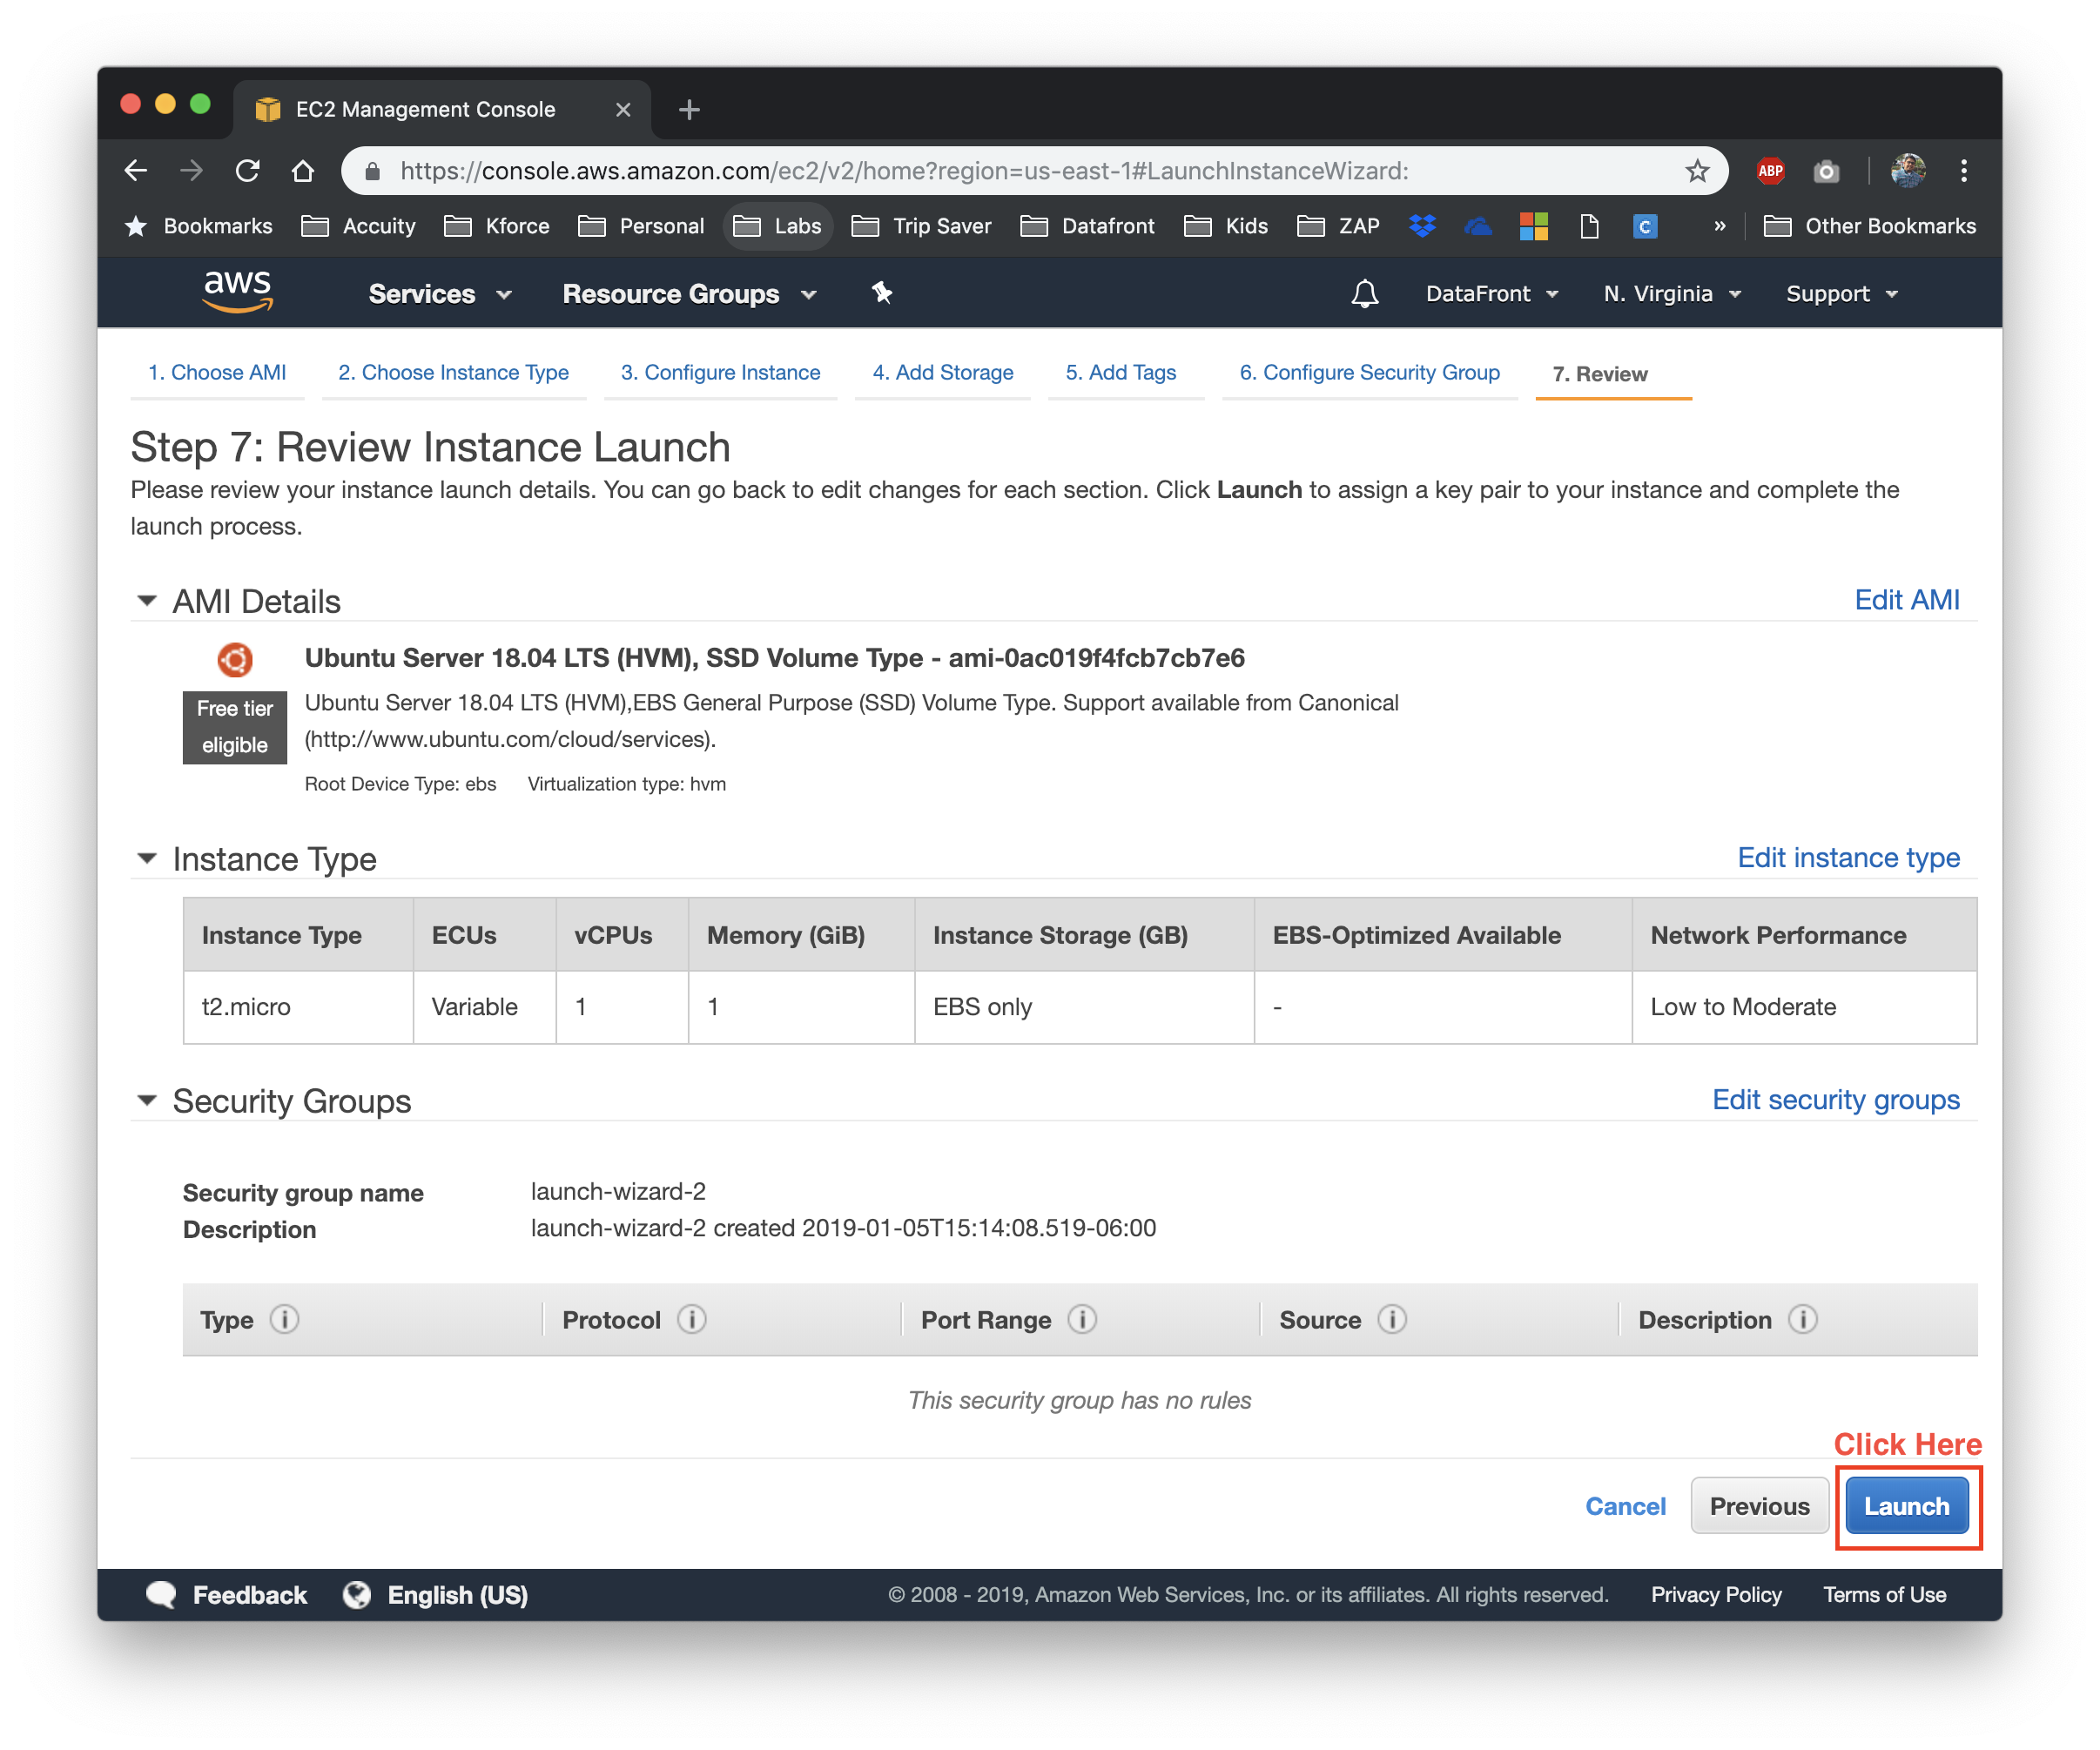 EC2 Management Console
https://console.aws.amazon.com/ec2/v2/home?region=us-east-1#LaunchInstanceWizard:
ABP
Bookmarks Accuity Kforce Personal Labs Trip Saver Datafront Kids ZAP C » Other Bookmarks
aws Services Resource Groups DataFront N. Virginia Support
1. Choose AMI 2. Choose Instance Type 3. Configure Instance 4. Add Storage 5. Add Tags 6. Configure Security Group 7. Review
Step 7: Review Instance Launch
Please review your instance launch details. You can go back to edit changes for each section. Click Launch to assign a key pair to your instance and complete the
launch process.
AMI Details Edit AMI
Ubuntu Server 18.04 LTS (HVM), SSD Volume Type - ami-0ac019f4fcb7cb7e6
Free tier
eligible
Ubuntu Server 18.04 LTS (HVM),EBS General Purpose (SSD) Volume Type. Support available from Canonical
(http://www.ubuntu.com/cloud/services).
Root Device Type: ebs Virtualization type: hvm
Instance Type Edit instance type
Instance Type ECUs vCPUs Memory (GiB) Instance Storage (GB) EBS-Optimized Available Network Performance
t2.micro Variable 1 1 EBS only - Low to Moderate
Security Groups Edit security groups
Security group name launch-wizard-2
Description launch-wizard-2 created 2019-01-05T15:14:08.519-06:00
Type i Protocol i Port Range i Source i Description i
This security group has no rules
Click Here
Cancel Previous Launch
Feedback English (US) © 2008 - 2019, Amazon Web Services, Inc. or its affiliates. All rights reserved. Privacy Policy Terms of Use